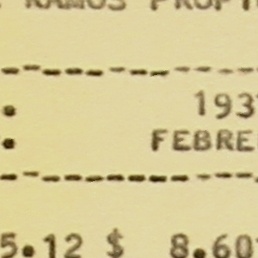 RAMOS PROPI
-------------
: 193
: FEBRE
-------------
5.12 $ 8.60